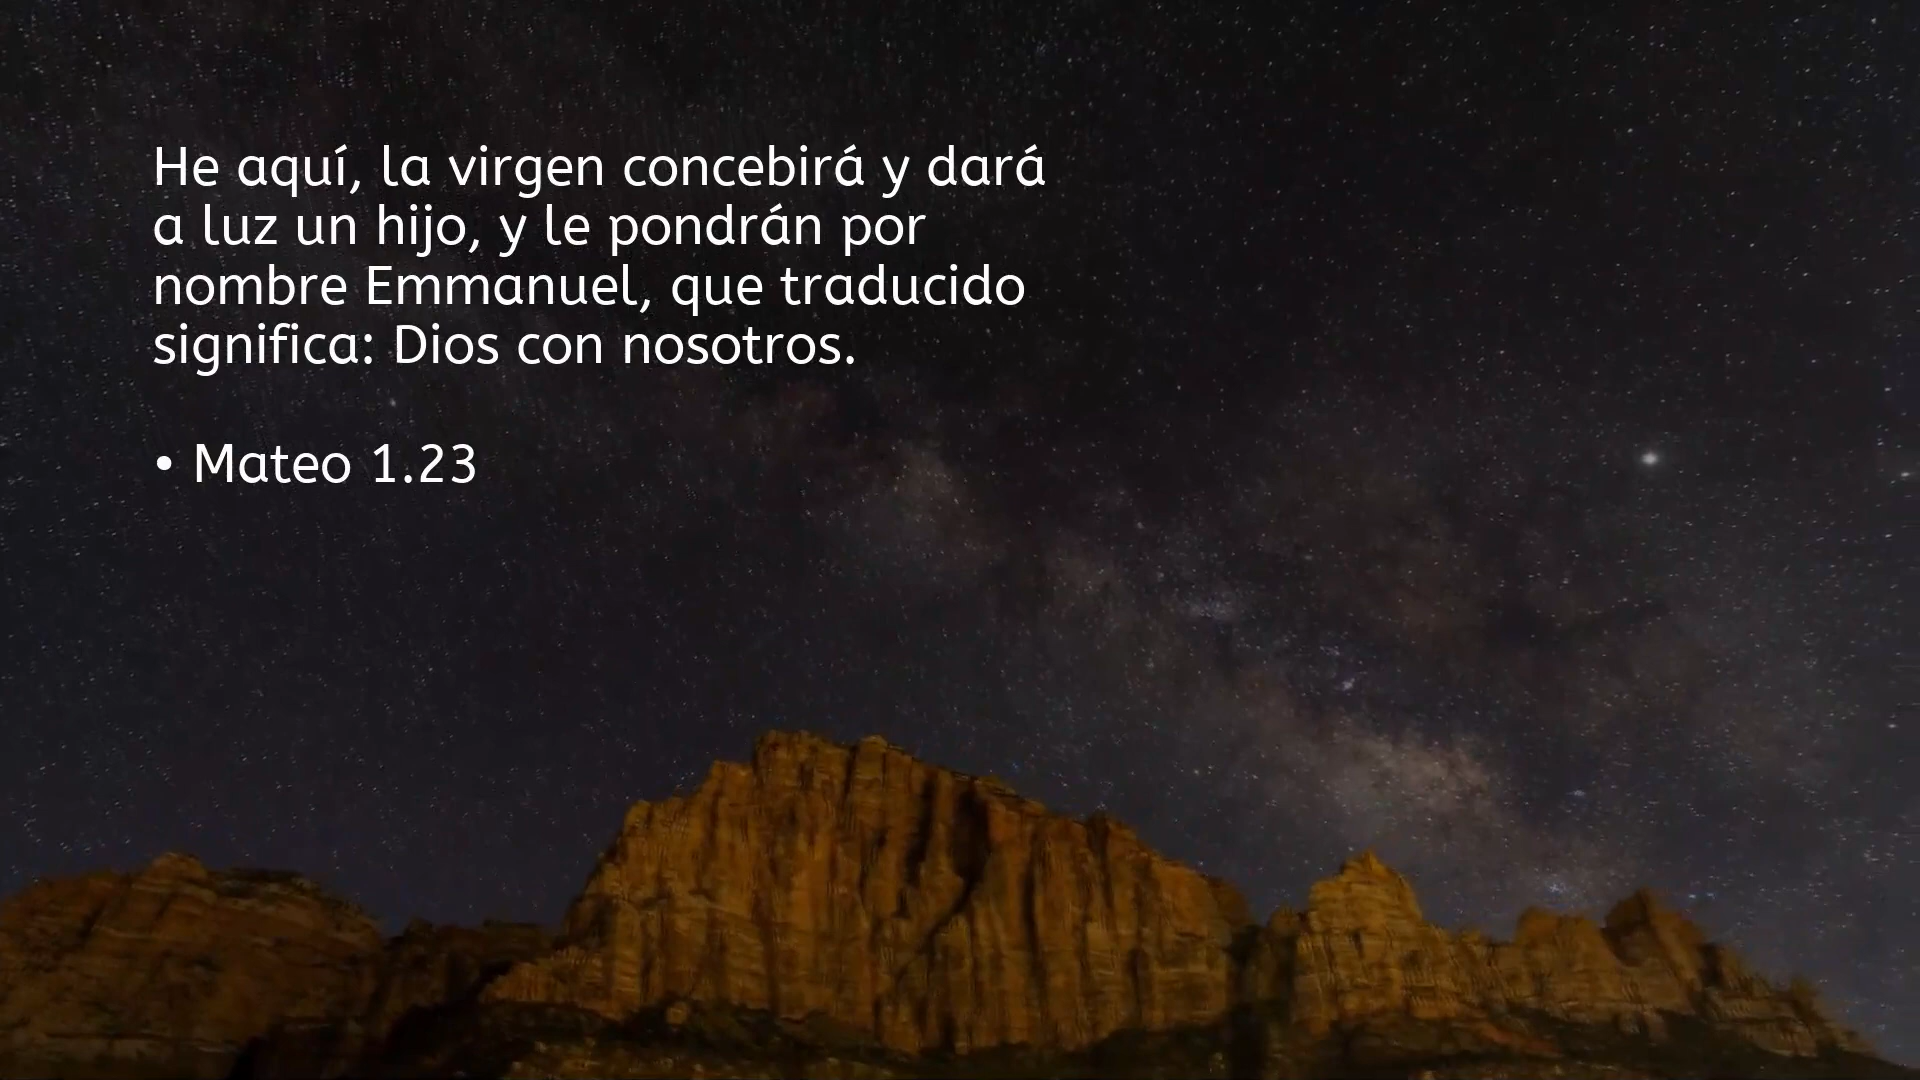 He aquí, la virgen concebirá y dará
a luz un hijo, y le pondrán por
nombre Emmanuel, que traducido
significa: Dios con nosotros.
• Mateo 1.23